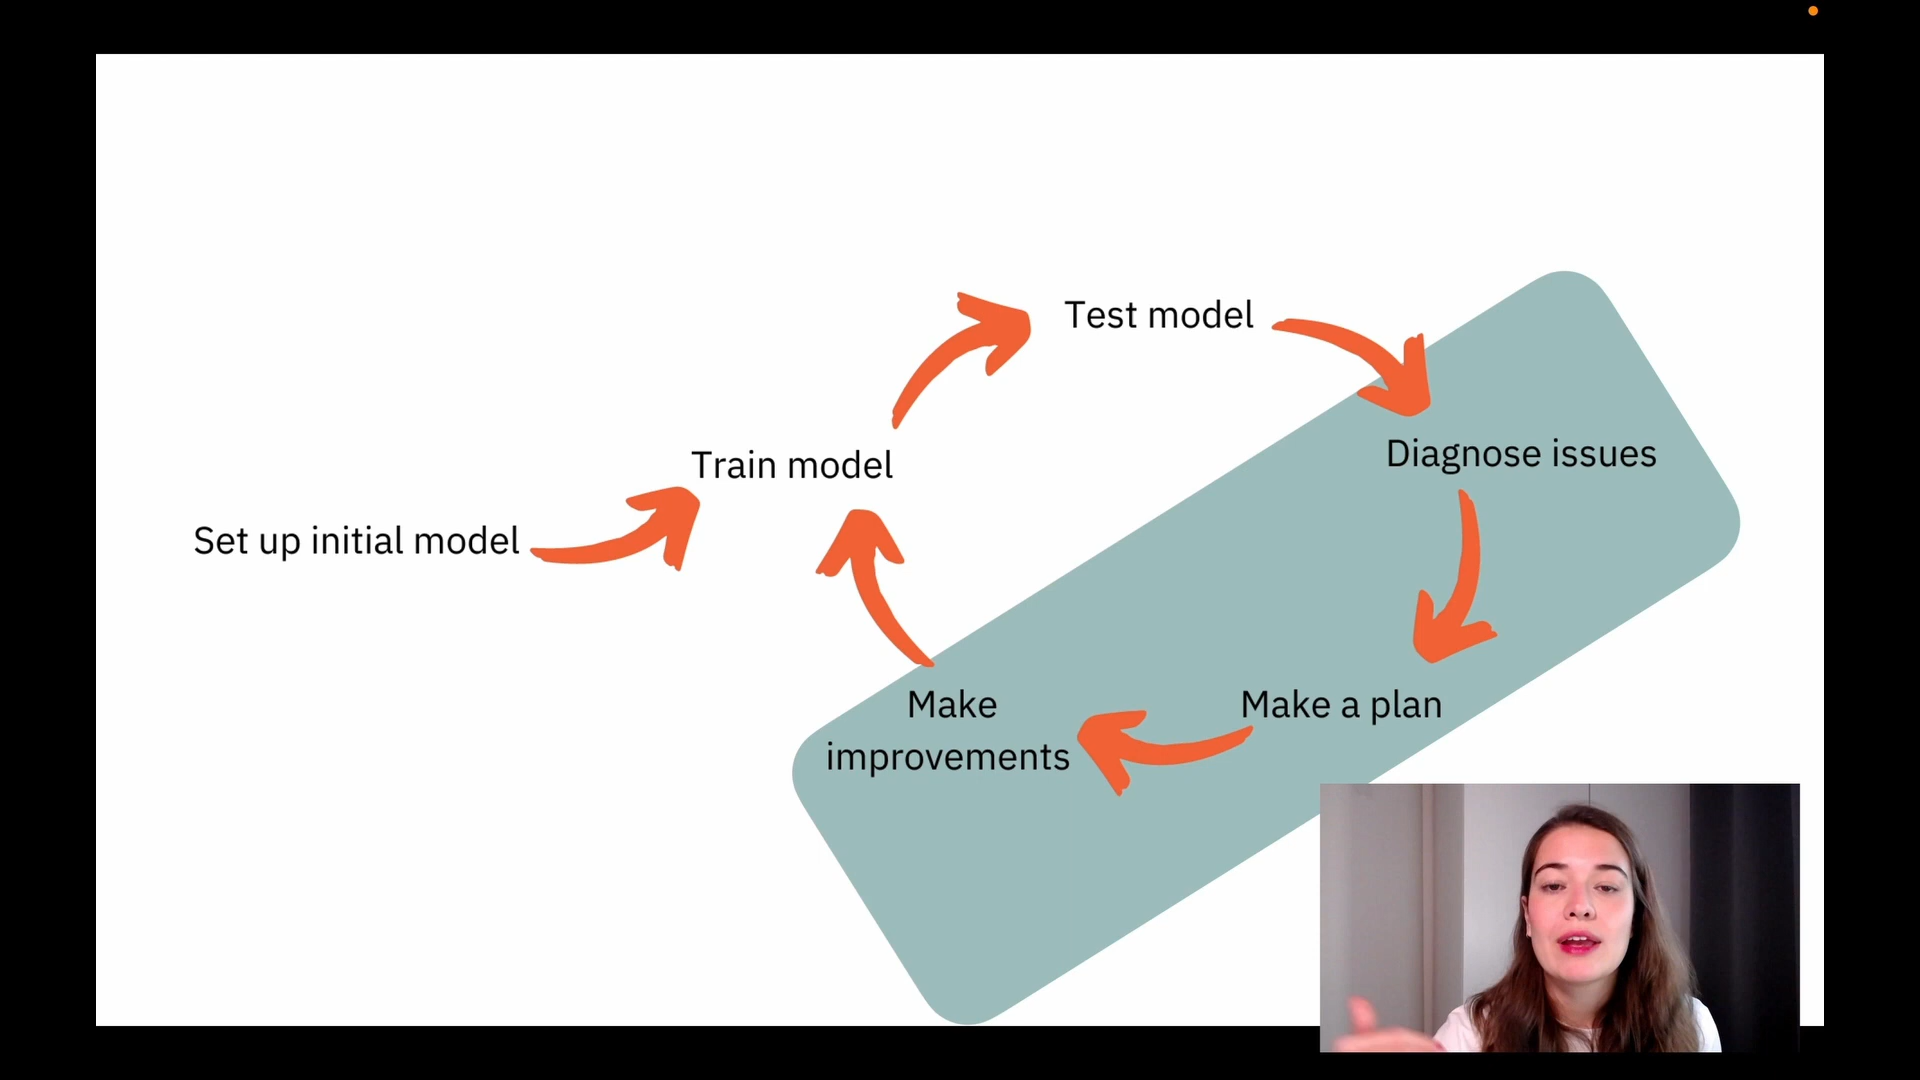 Set up initial model
Train model
Test model
Diagnose issues
Make a plan
Make
improvements